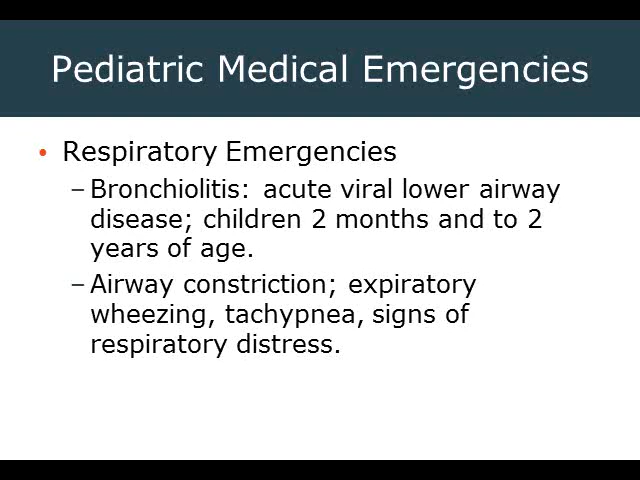 Pediatric Medical Emergencies
• Respiratory Emergencies
– Bronchiolitis: acute viral lower airway
disease; children 2 months and to 2
years of age.
– Airway constriction; expiratory
wheezing, tachypnea, signs of
respiratory distress.